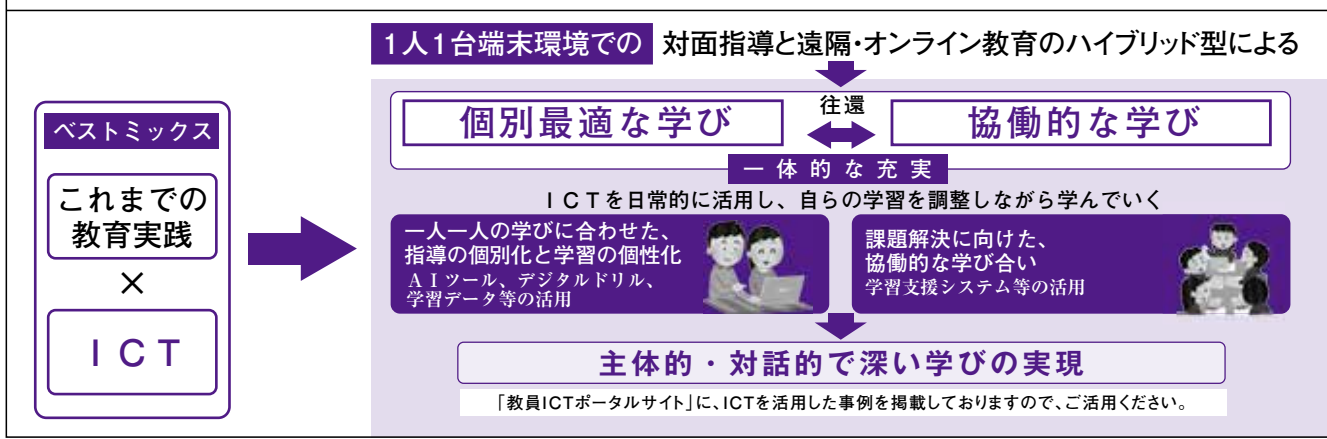 1人1台端末環境での 対面指導と遠隔・オンライン教育のハイブリッド型による
ベストミックス
これまでの
教育実践
×
ICT
個別最適な学び
往還
協働的な学び
一体的な充実
ICTを日常的に活用し、自らの学習を調整しながら学んでいく
一人一人の学びに合わせた、
指導の個別化と学習の個性化
AIツール、デジタルドリル、
学習データ等の活用
課題解決に向けた、
協働的な学び合い
学習支援システム等の活用
主体的・対話的で深い学びの実現
「教員ICTポータルサイト」に、ICTを活用した事例を掲載しておりますので、ご活用ください。